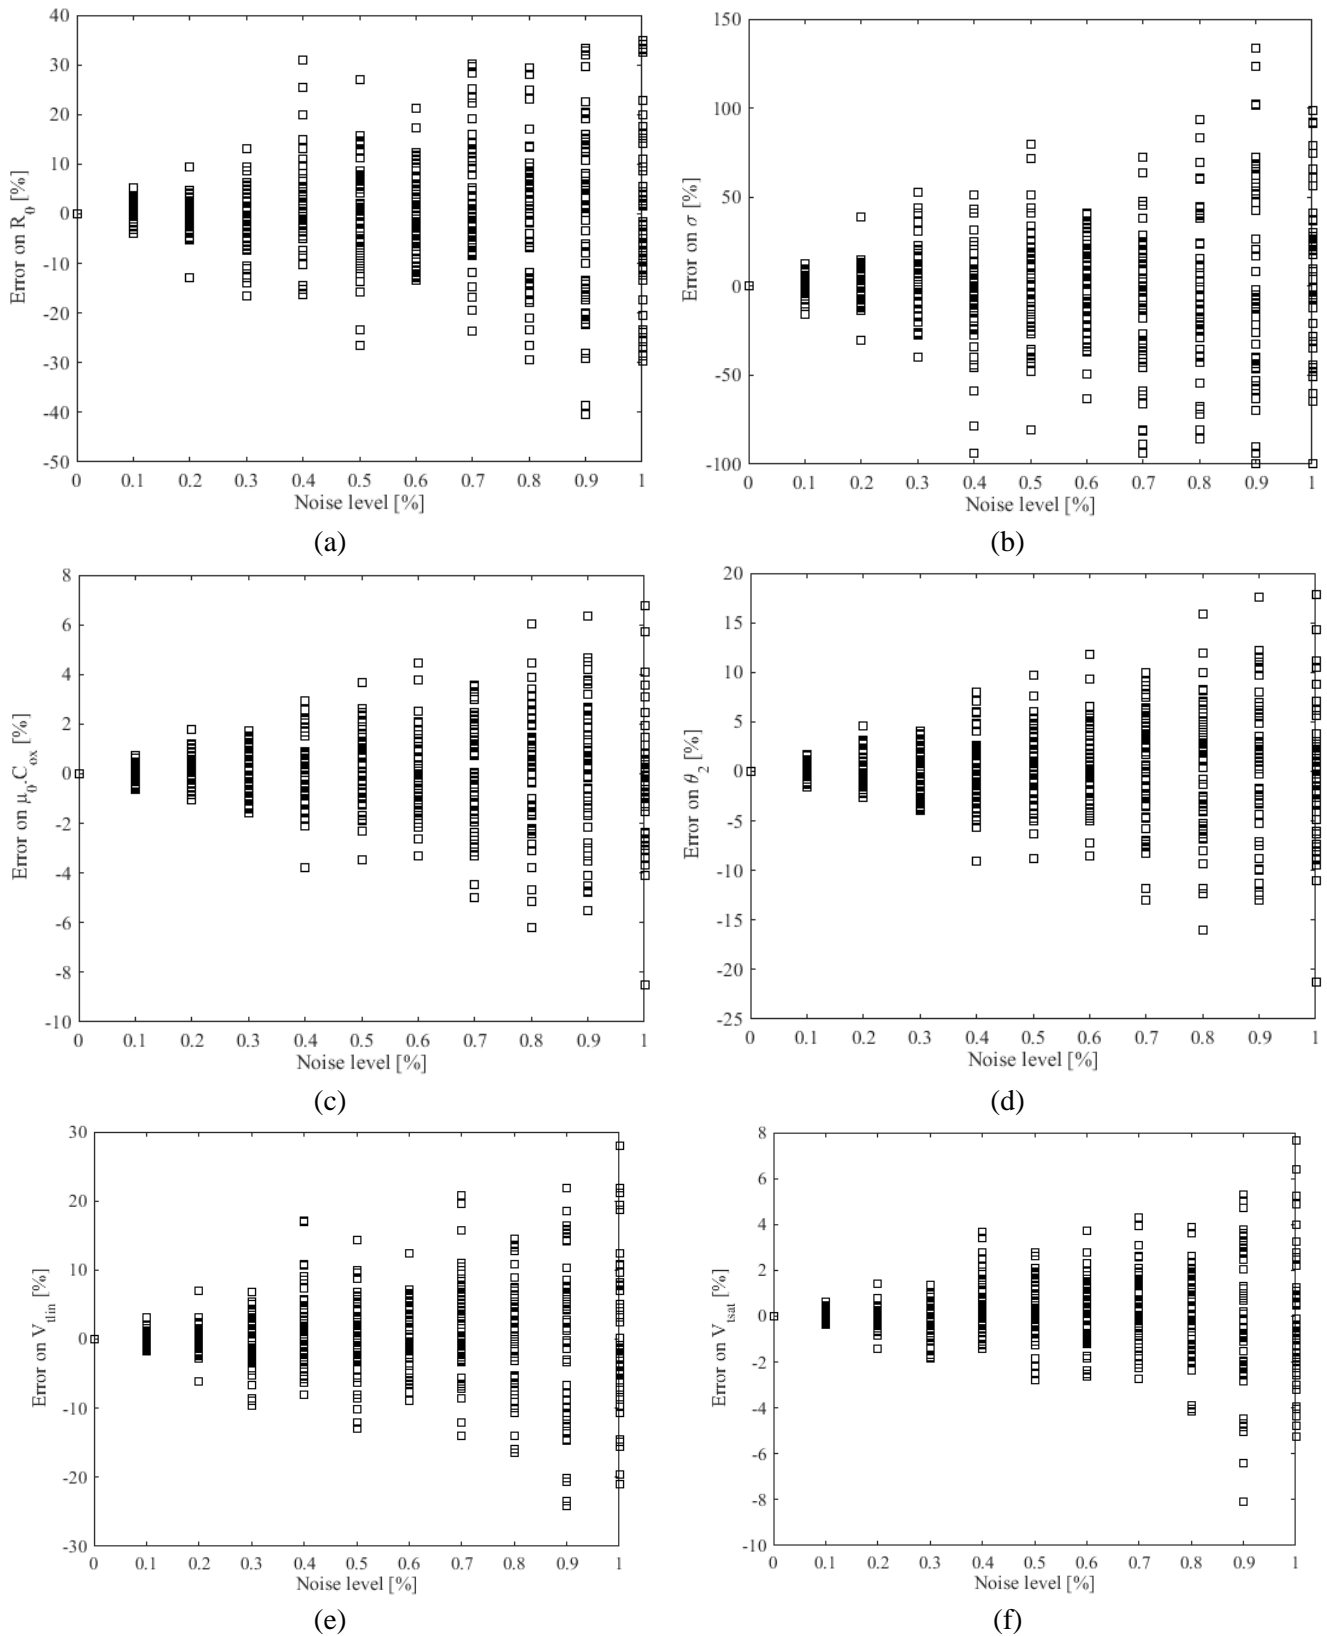 40
30
20
10
0
-10
-20
-30
-40
-50
Error on R₀ [%]
0 0.1 0.2 0.3 0.4 0.5 0.6 0.7 0.8 0.9 1
Noise level [%]
(a)
150
100
50
0
-50
-100
Error on σ [%]
0 0.1 0.2 0.3 0.4 0.5 0.6 0.7 0.8 0.9 1
Noise level [%]
(b)
8
6
4
2
0
-2
-4
-6
-8
-10
Error on μ₀.Cₒₓ [%]
0 0.1 0.2 0.3 0.4 0.5 0.6 0.7 0.8 0.9 1
Noise level [%]
(c)
20
15
10
5
0
-5
-10
-15
-20
-25
Error on θ₂ [%]
0 0.1 0.2 0.3 0.4 0.5 0.6 0.7 0.8 0.9 1
Noise level [%]
(d)
30
20
10
0
-10
-20
-30
Error on Vtlin [%]
0 0.1 0.2 0.3 0.4 0.5 0.6 0.7 0.8 0.9 1
Noise level [%]
(e)
8
6
4
2
0
-2
-4
-6
-8
-10
Error on Vtsat [%]
0 0.1 0.2 0.3 0.4 0.5 0.6 0.7 0.8 0.9 1
Noise level [%]
(f)